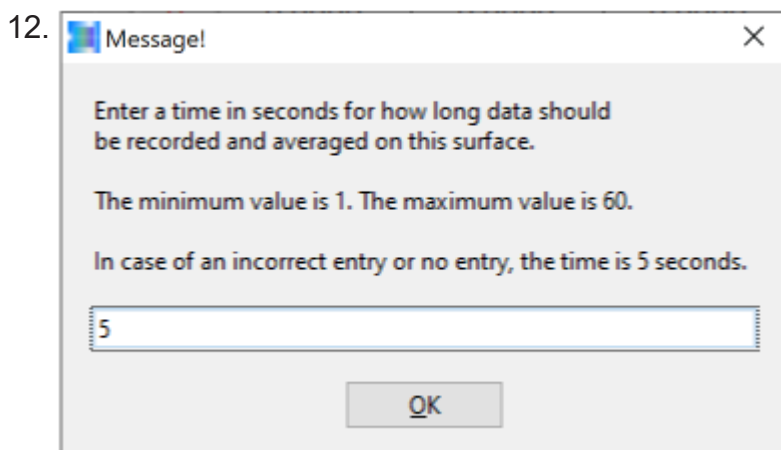 12.
Message!
Enter a time in seconds for how long data should
be recorded and averaged on this surface.
The minimum value is 1. The maximum value is 60.
In case of an incorrect entry or no entry, the time is 5 seconds.
5
OK